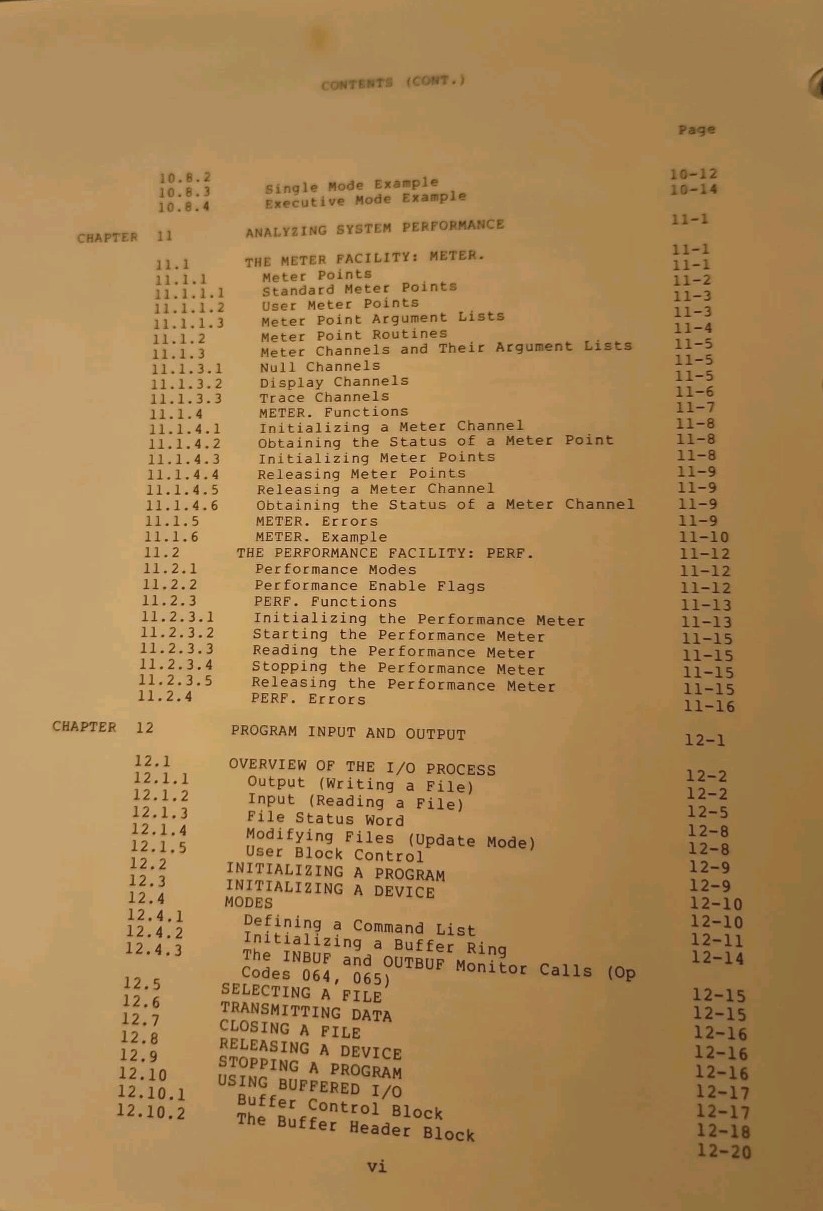 CONTENTS (CONT.)
Page
10.8.2
10.8.3 Single Mode Example 10-12
10.8.4 Executive Mode Example 10-14
CHAPTER 11 ANALYZING SYSTEM PERFORMANCE 11-1
11.1 THE METER FACILITY: METER. 11-1
11.1.1 Meter Points 11-1
11.1.1.1 Standard Meter Points 11-2
11.1.1.2 User Meter Points 11-3
11.1.1.3 Meter Point Argument Lists 11-3
11.1.2 Meter Point Routines 11-4
11.1.3 Meter Channels and Their Argument Lists 11-5
11.1.3.1 Null Channels 11-5
11.1.3.2 Display Channels 11-5
11.1.3.3 Trace Channels 11-6
11.1.4 METER. Functions 11-7
11.1.4.1 Initializing a Meter Channel 11-8
11.1.4.2 Obtaining the Status of a Meter Point 11-8
11.1.4.3 Initializing Meter Points 11-8
11.1.4.4 Releasing Meter Points 11-9
11.1.4.5 Releasing a Meter Channel 11-9
11.1.4.6 Obtaining the Status of a Meter Channel 11-9
11.1.5 METER. Errors 11-9
11.1.6 METER. Example 11-10
11.2 THE PERFORMANCE FACILITY: PERF. 11-12
11.2.1 Performance Modes 11-12
11.2.2 Performance Enable Flags 11-12
11.2.3 PERF. Functions 11-13
11.2.3.1 Initializing the Performance Meter 11-13
11.2.3.2 Starting the Performance Meter 11-15
11.2.3.3 Reading the Performance Meter 11-15
11.2.3.4 Stopping the Performance Meter 11-15
11.2.3.5 Releasing the Performance Meter 11-15
11.2.4 PERF. Errors 11-16
CHAPTER 12 PROGRAM INPUT AND OUTPUT 12-1
12.1 OVERVIEW OF THE I/O PROCESS 12-2
12.1.1 Output (Writing a File) 12-2
12.1.2 Input (Reading a File) 12-5
12.1.3 File Status Word 12-8
12.1.4 Modifying Files (Update Mode) 12-8
12.1.5 User Block Control 12-9
12.2 INITIALIZING A PROGRAM 12-9
12.3 INITIALIZING A DEVICE 12-10
12.4 MODES 12-10
12.4.1 Defining a Command List 12-11
12.4.2 Initializing a Buffer Ring 12-14
12.4.3 The INBUF and OUTBUF Monitor Calls (Op
Codes 064, 065) 12-15
12.5 SELECTING A FILE 12-15
12.6 TRANSMITTING DATA 12-16
12.7 CLOSING A FILE 12-16
12.8 RELEASING A DEVICE 12-16
12.9 STOPPING A PROGRAM 12-17
12.10 USING BUFFERED I/O 12-17
12.10.1 Buffer Control Block 12-18
12.10.2 The Buffer Header Block 12-20
vi